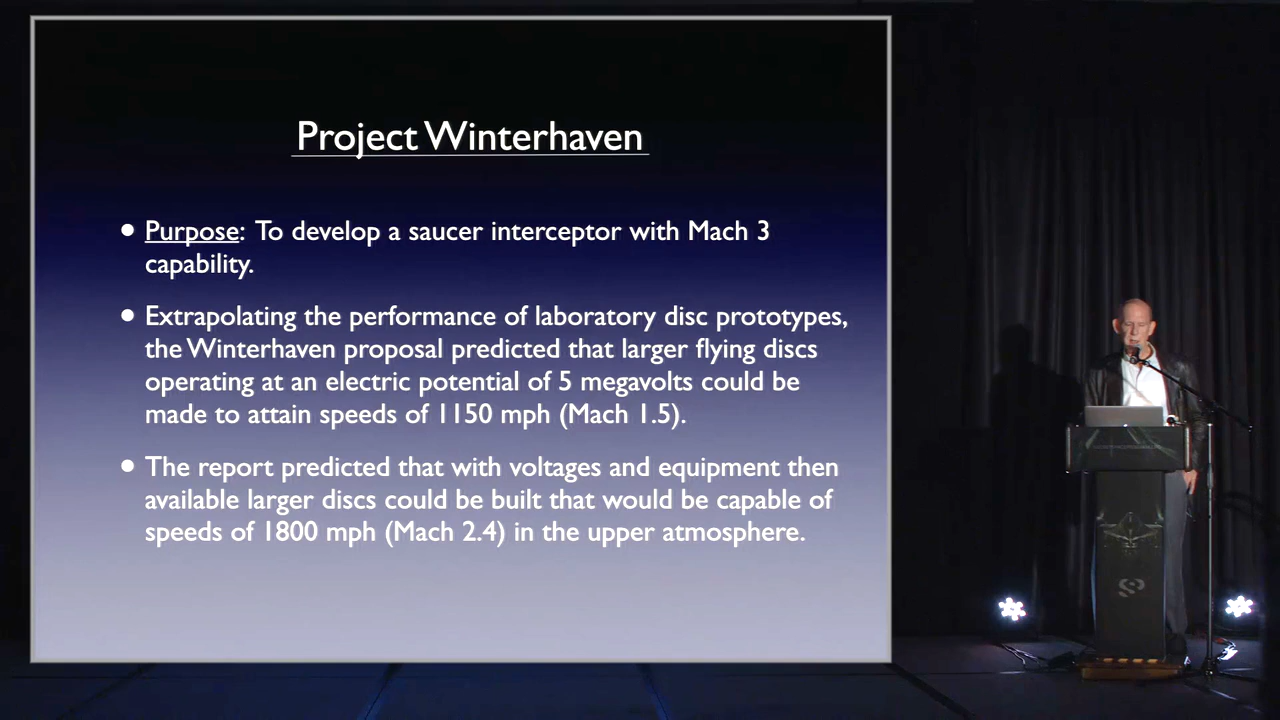 Project Winterhaven
• Purpose: To develop a saucer interceptor with Mach 3
capability.
• Extrapolating the performance of laboratory disc prototypes,
the Winterhaven proposal predicted that larger flying discs
operating at an electric potential of 5 megavolts could be
made to attain speeds of 1150 mph (Mach 1.5).
• The report predicted that with voltages and equipment then
available larger discs could be built that would be capable of
speeds of 1800 mph (Mach 2.4) in the upper atmosphere.